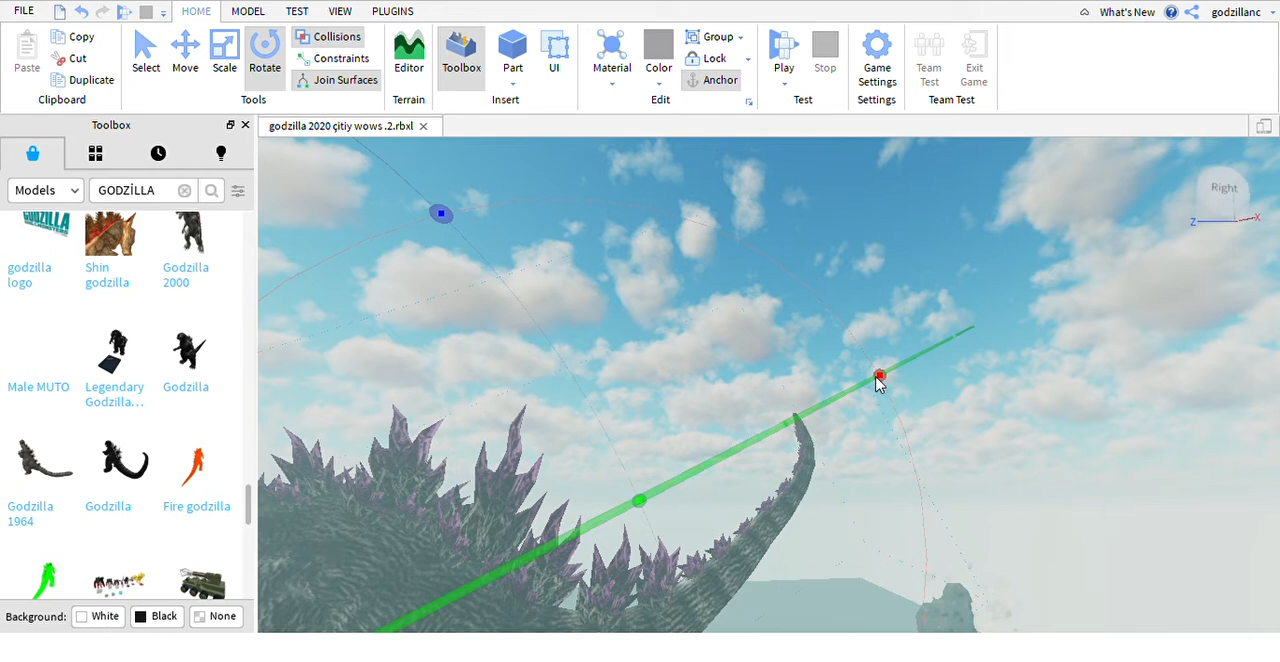 FILE HOME MODEL TEST VIEW PLUGINS What's New godzillanc
Paste Copy Cut Duplicate Select Move Scale Rotate Collisions Constraints Join Surfaces Editor Toolbox Part UI Material Color Group Lock Anchor Play Stop Game Settings Team Test Exit Game
Clipboard Tools Terrain Insert Edit Test Settings Team Test
Toolbox godzilla 2020 çitiy wows .2.rbxl
Models GODZİLLA
Right
Z X
GODZILLA
godzilla logo
Shin godzilla
Godzilla 2000
Male MUTO
Legendary Godzilla...
Godzilla
Godzilla 1964
Godzilla
Fire godzilla
Background: White Black None